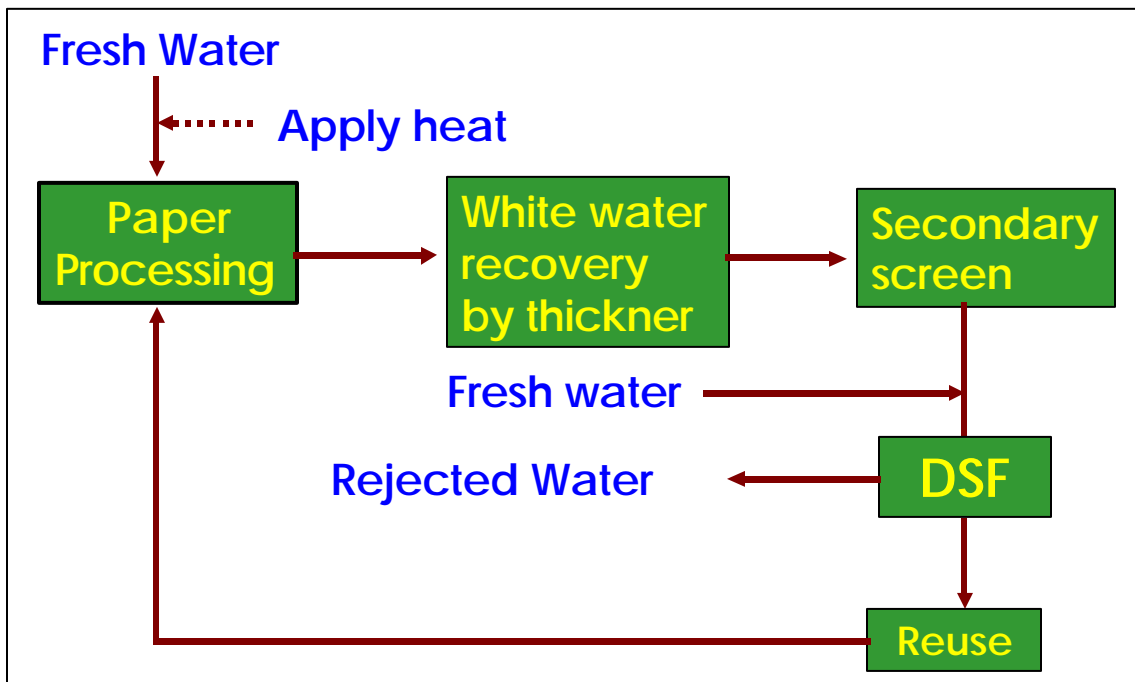 Fresh Water
Apply heat
Paper
Processing
White water
recovery
by thickner
Secondary
screen
Fresh water
Rejected Water
DSF
Reuse